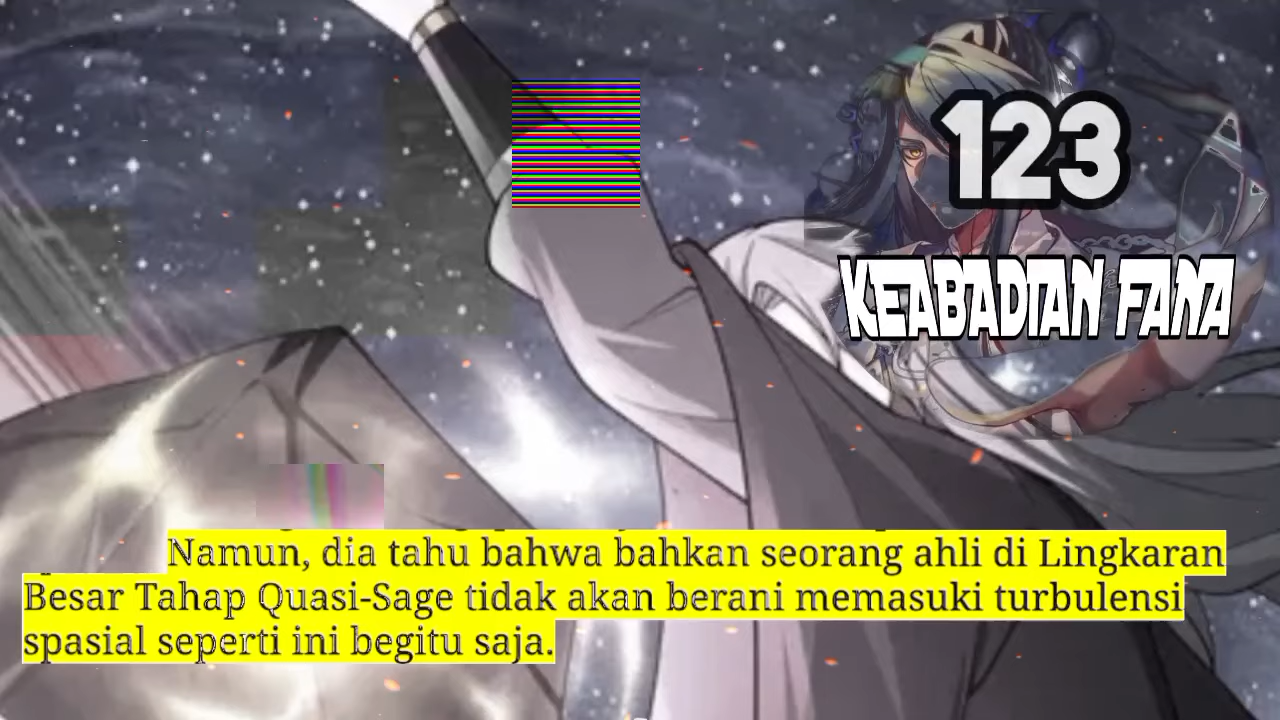 123
KEABADIAN FANA
Namun, dia tahu bahwa bahkan seorang ahli di Lingkaran
Besar Tahap Quasi-Sage tidak akan berani memasuki turbulensi
spasial seperti ini begitu saja.